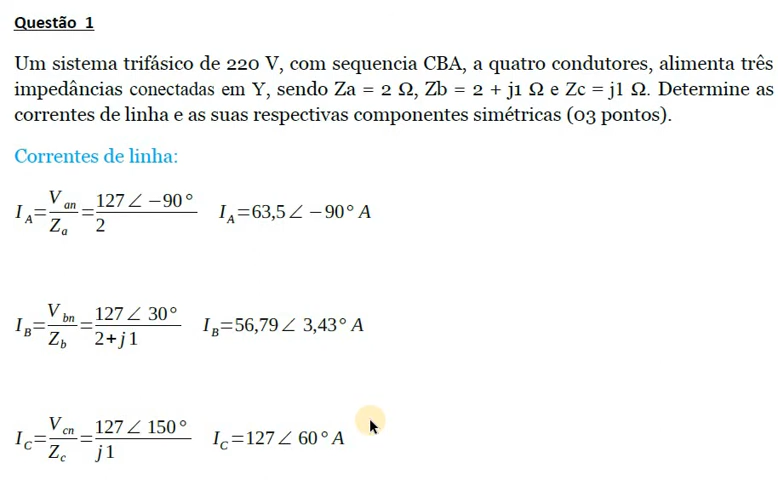 Questão 1
Um sistema trifásico de 220 V, com sequencia CBA, a quatro condutores, alimenta três
impedâncias conectadas em Y, sendo Za = 2 Ω, Zb = 2 + j1 Ω e Zc = j1 Ω. Determine as
correntes de linha e as suas respectivas componentes simétricas (03 pontos).
Correntes de linha:
I_A = V_an / Z_a = 127∠−90° / 2   I_A = 63,5∠−90° A
I_B = V_bn / Z_b = 127∠30° / 2+j1   I_B = 56,79∠3,43° A
I_C = V_cn / Z_c = 127∠150° / j1   I_C = 127∠60° A